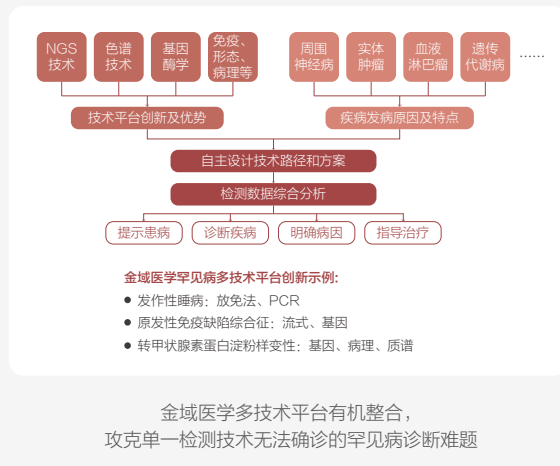 NGS
技术
色谱
技术
基因
酶学
免疫、
形态、
病理等
周围
神经病
实体
肿瘤
血液
淋巴瘤
遗传
代谢病
......
技术平台创新及优势
疾病发病原因及特点
自主设计技术路径和方案
检测数据综合分析
提示患病
诊断疾病
明确病因
指导治疗
金域医学罕见病多技术平台创新示例:
● 发作性睡病: 放免法、PCR
● 原发性免疫缺陷综合征: 流式、基因
● 转甲状腺素蛋白淀粉样变性: 基因、病理、质谱
金域医学多技术平台有机整合，
攻克单一检测技术无法确诊的罕见病诊断难题